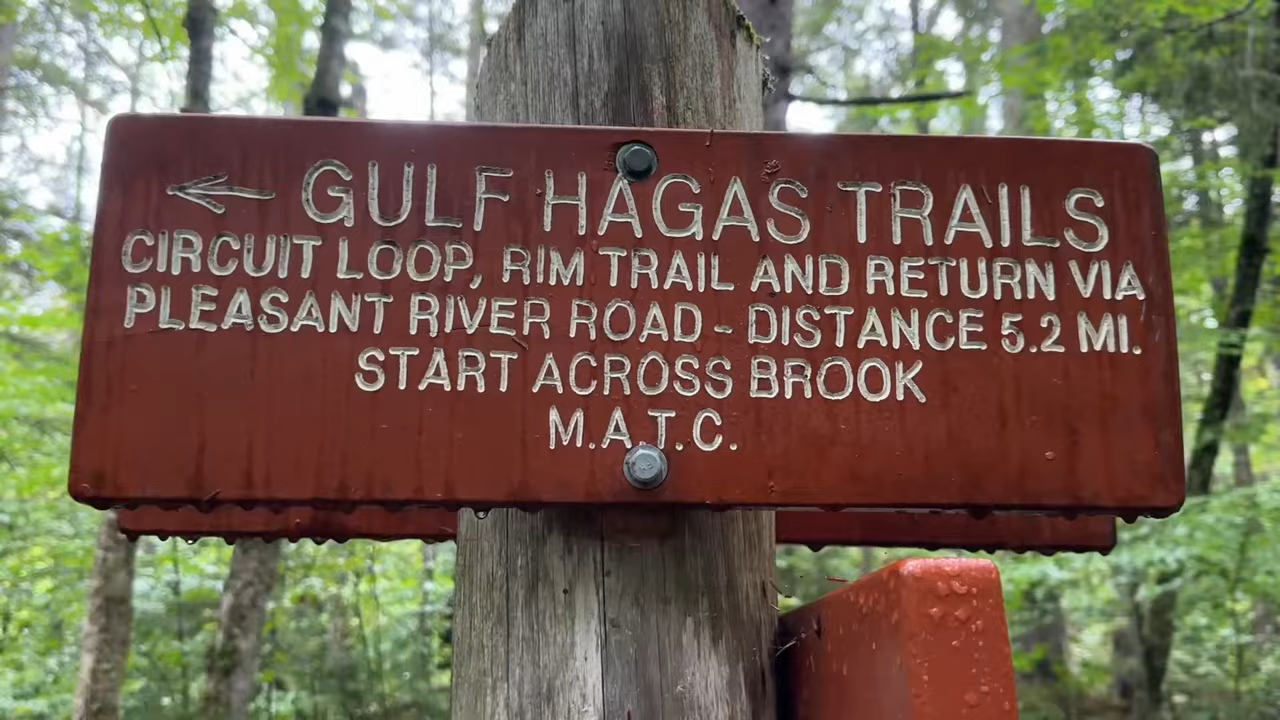 ← GULF HAGAS TRAILS
CIRCUIT LOOP, RIM TRAIL AND RETURN VIA
PLEASANT RIVER ROAD - DISTANCE 5.2 MI.
START ACROSS BROOK
M.A.T.C.